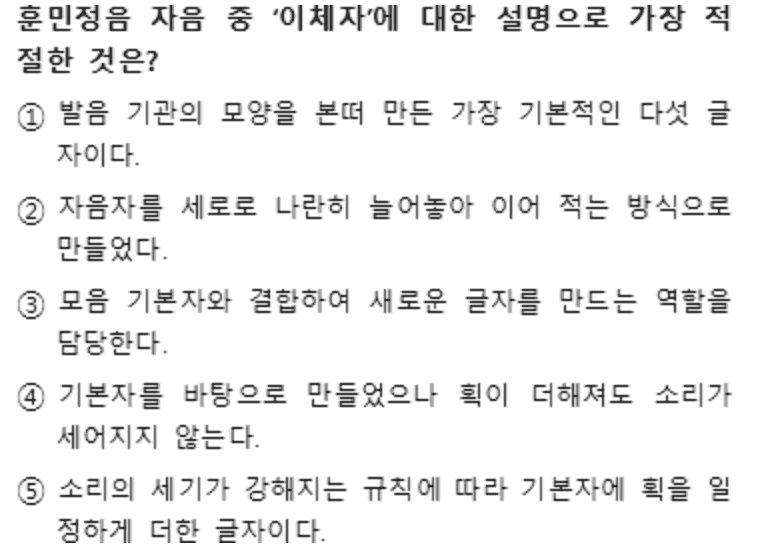 훈민정음 자음 중 ‘이체자’에 대한 설명으로 가장 적
절한 것은?
① 발음 기관의 모양을 본떠 만든 가장 기본적인 다섯 글
자이다.
② 자음자를 세로로 나란히 늘어놓아 이어 적는 방식으로
만들었다.
③ 모음 기본자와 결합하여 새로운 글자를 만드는 역할을
담당한다.
④ 기본자를 바탕으로 만들었으나 획이 더해져도 소리가
세어지지 않는다.
⑤ 소리의 세기가 강해지는 규칙에 따라 기본자에 획을 일
정하게 더한 글자이다.